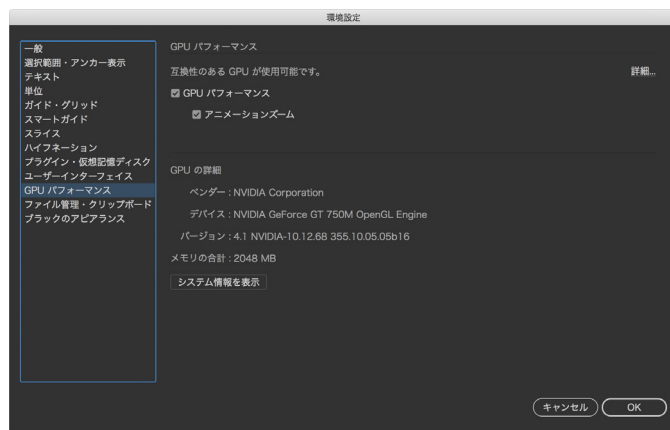 環境設定
一般
選択範囲・アンカー表示
テキスト
単位
ガイド・グリッド
スマートガイド
スライス
ハイフネーション
プラグイン・仮想記憶ディスク
ユーザーインターフェイス
GPU パフォーマンス
ファイル管理・クリップボード
ブラックのアピアランス
GPU パフォーマンス
互換性のある GPU が使用可能です。
詳細...
GPU パフォーマンス
アニメーションズーム
GPU の詳細
ベンダー : NVIDIA Corporation
デバイス : NVIDIA GeForce GT 750M OpenGL Engine
バージョン : 4.1 NVIDIA-10.12.68 355.10.05.05b16
メモリの合計 : 2048 MB
システム情報を表示
キャンセル
OK